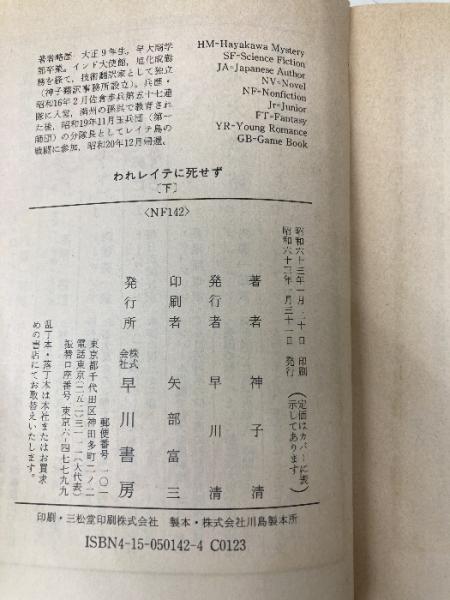 著者略歴 大正9年生,早大商学
部卒業。インド大使館,旭化成勤
務を経て,技術翻訳家として独立
(神子翻訳事務所設立)。兵歴・
昭和16年2月佐倉歩兵第五十七連
隊に入営,満州の孫呉で教育され
た後,昭和19年11月玉兵団(第一
師団)の分隊長としてレイテ島の
戦闘に参加,昭和20年12月帰還。
HM-Hayakawa Mystery
SF-Science Fiction
JA-Japanese Author
NV-Novel
NF-Nonfiction
Jr-Junior
FT-Fantasy
YR-Young Romance
GB-Game Book
われレイテに死せず
〔下〕
〈NF142〉
昭和六十三年一月二十日 印刷
昭和六十三年一月三十一日 発行
(定価はカバーに表
示してあります)
著者 神子清
発行者 早川清
印刷者 矢部富三
発行所 株式会社 早川書房
郵便番号 一〇一
東京都千代田区神田多町二ノ二
電話東京(二五二)三一一一(大代表)
振替口座番号 東京六-四七七九九
乱丁本・落丁本は本社またはお買求
めの書店にてお取替えいたします。
印刷・三松堂印刷株式会社 製本・株式会社川島製本所
ISBN4-15-050142-4 C0123